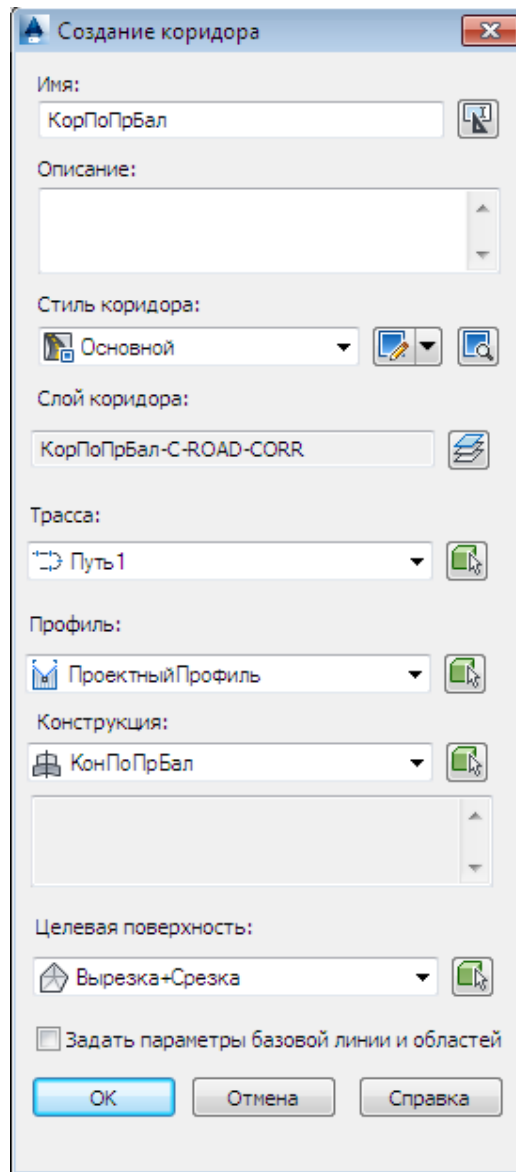 Создание коридора
Имя:
КорПоПрБал
Описание:
Стиль коридора:
Основной
Слой коридора:
КорПоПрБал-C-ROAD-CORR
Трасса:
Путь1
Профиль:
ПроектныйПрофиль
Конструкция:
КонПоПрБал
Целевая поверхность:
Вырезка+Срезка
Задать параметры базовой линии и областей
ОК Отмена Справка